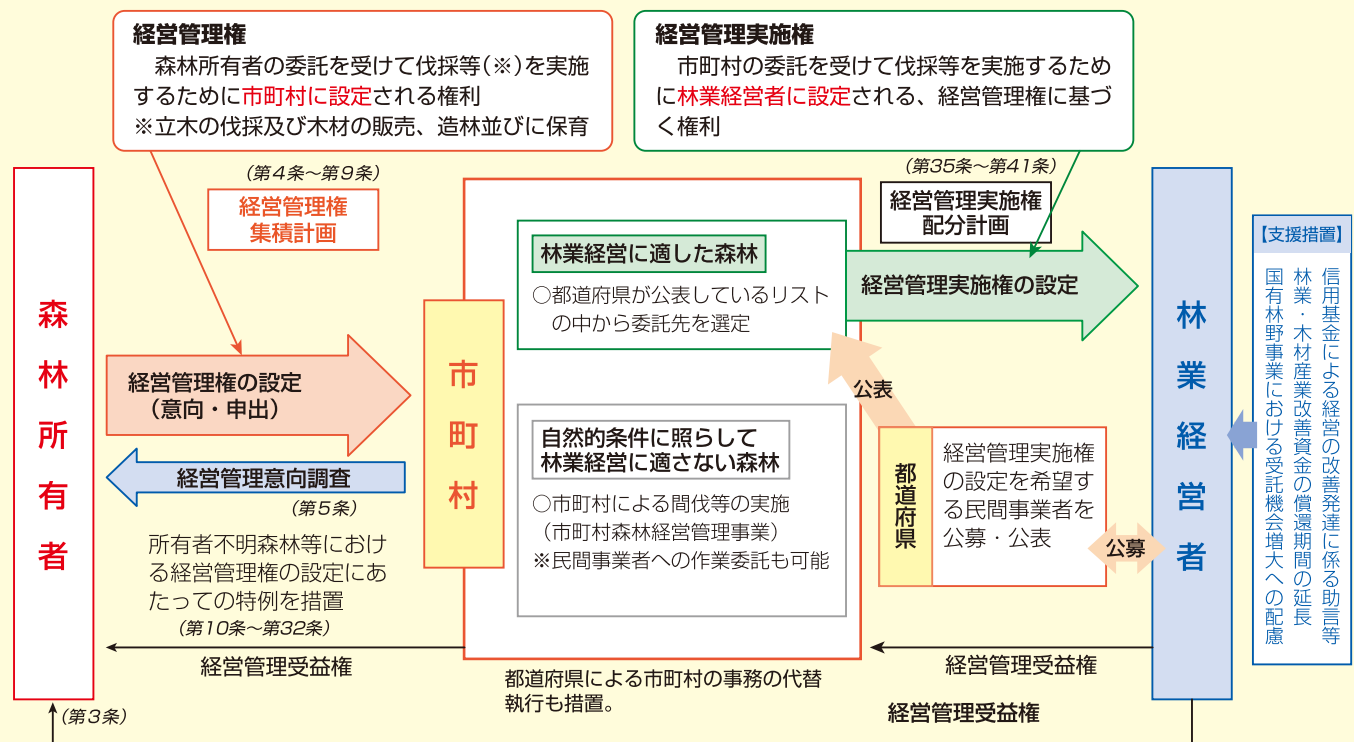 経営管理権
森林所有者の委託を受けて伐採等(※)を実施
するために市町村に設定される権利
※立木の伐採及び木材の販売、造林並びに保育
経営管理実施権
市町村の委託を受けて伐採等を実施するため
に林業経営者に設定される、経営管理権に基づ
く権利
(第4条〜第9条)
経営管理権
集積計画
(第35条〜第41条)
経営管理実施権
配分計画
森林所有者
経営管理権の設定
（意向・申出）
経営管理意向調査
(第5条)
所有者不明森林等におけ
る経営管理権の設定にあ
たっての特例を措置
(第10条〜第32条)
経営管理受益権
(第3条)
市町村
林業経営に適した森林
○都道府県が公表しているリスト
の中から委託先を選定
自然的条件に照らして
林業経営に適さない森林
○市町村による間伐等の実施
（市町村森林経営管理事業）
※民間事業者への作業委託も可能
都道府県による市町村の事務の代替
執行も措置。
経営管理実施権の設定
公表
都道府県
経営管理実施権
の設定を希望す
る民間事業者を
公募・公表
公募
経営管理受益権
経営管理受益権
林業経営者
【支援措置】
信用基金による経営の改善発達に係る助言等
林業・木材産業改善資金の償還期間の延長
国有林野事業における受託機会増大への配慮